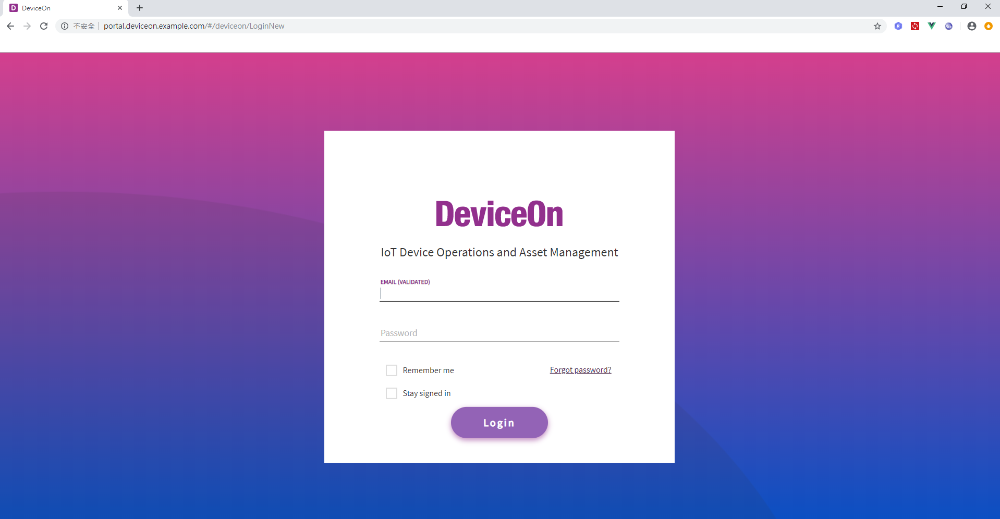 D DeviceOn
不安全 portal.deviceon.example.com/#/deviceon/LoginNew
DeviceOn
IoT Device Operations and Asset Management
EMAIL (VALIDATED)
Password
Remember me Forgot password?
Stay signed in
Login